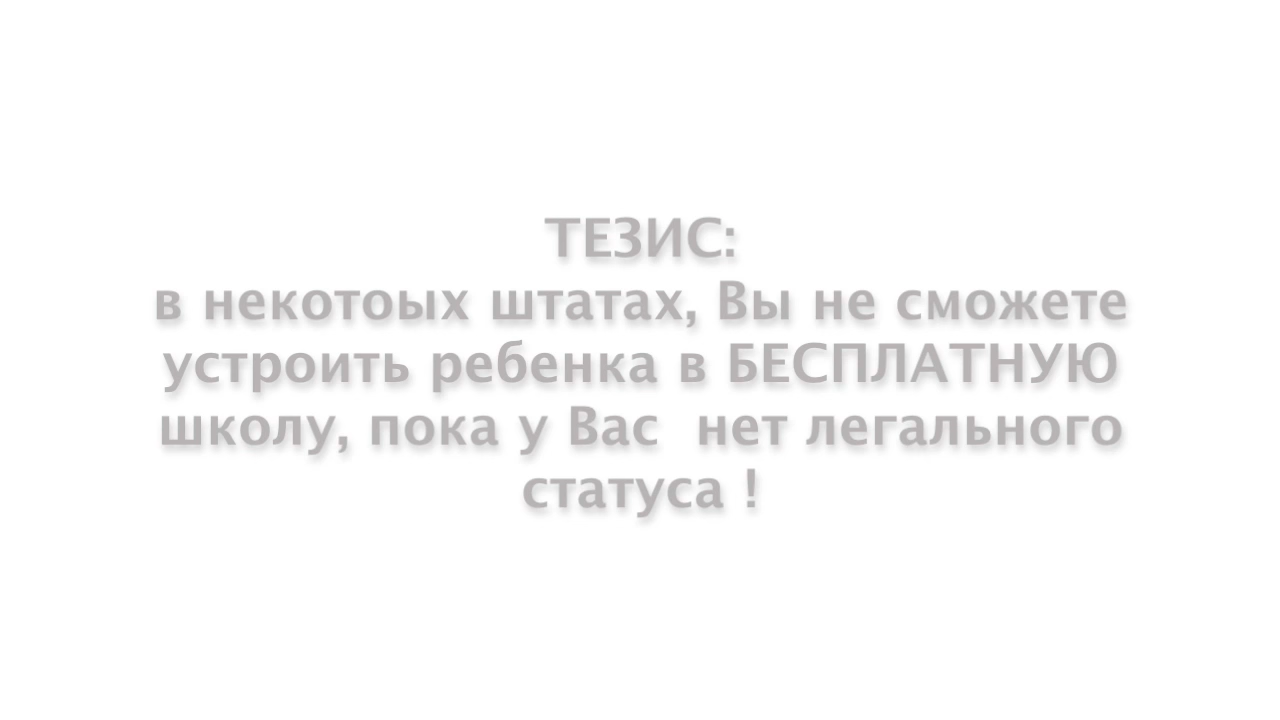 ТЕЗИС:
в некотоых штатах, Вы не сможете
устроить ребенка в БЕСПЛАТНУЮ
школу, пока у Вас  нет легального
статуса !